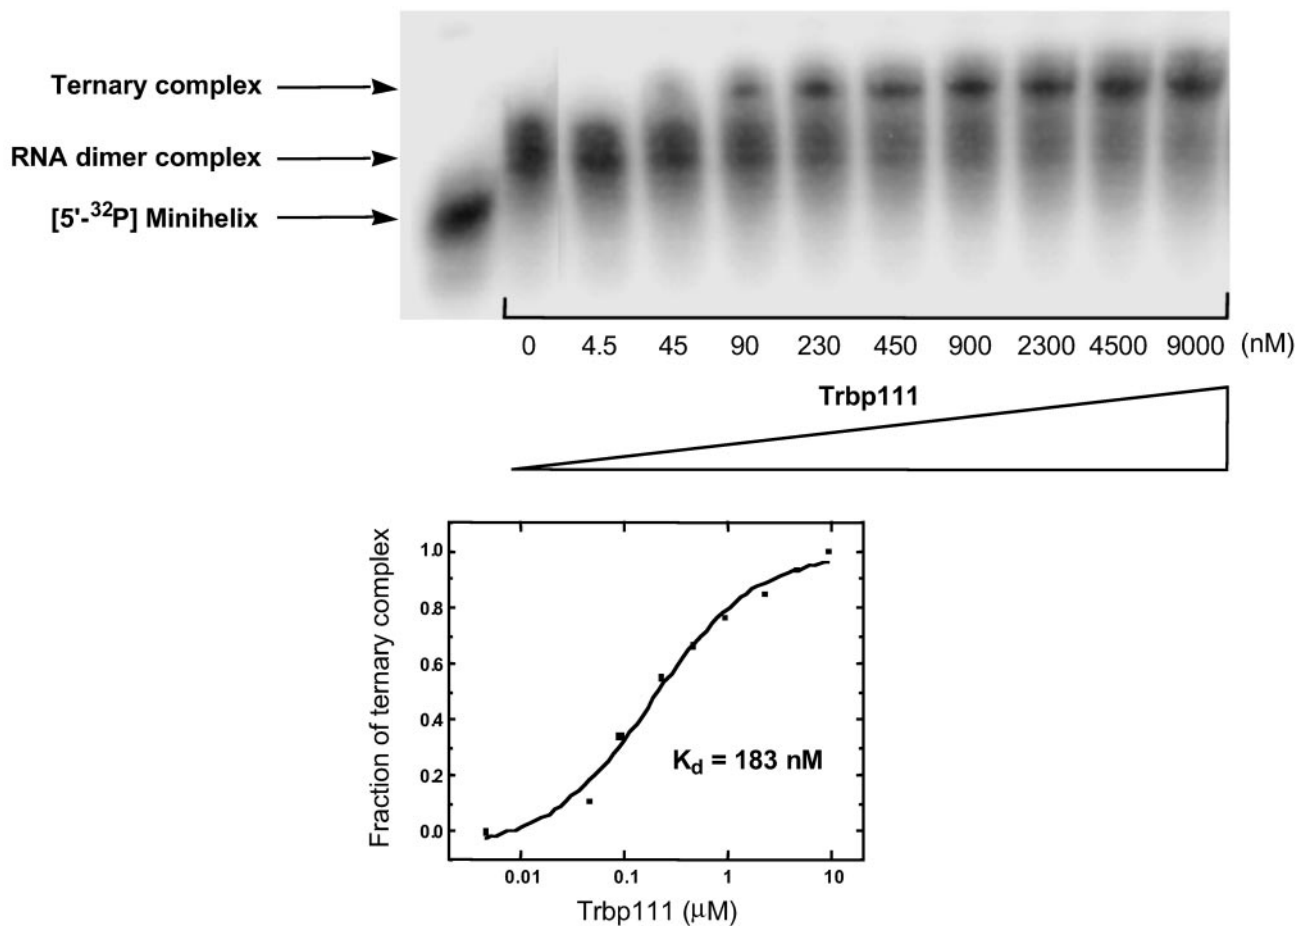 Ternary complex
RNA dimer complex
[5'-32P] Minihelix
0 4.5 45 90 230 450 900 2300 4500 9000 (nM)
Trbp111
Fraction of ternary complex
1.0
0.8
0.6
0.4
0.2
0.0
Kd = 183 nM
0.01 0.1 1 10
Trbp111 (μM)